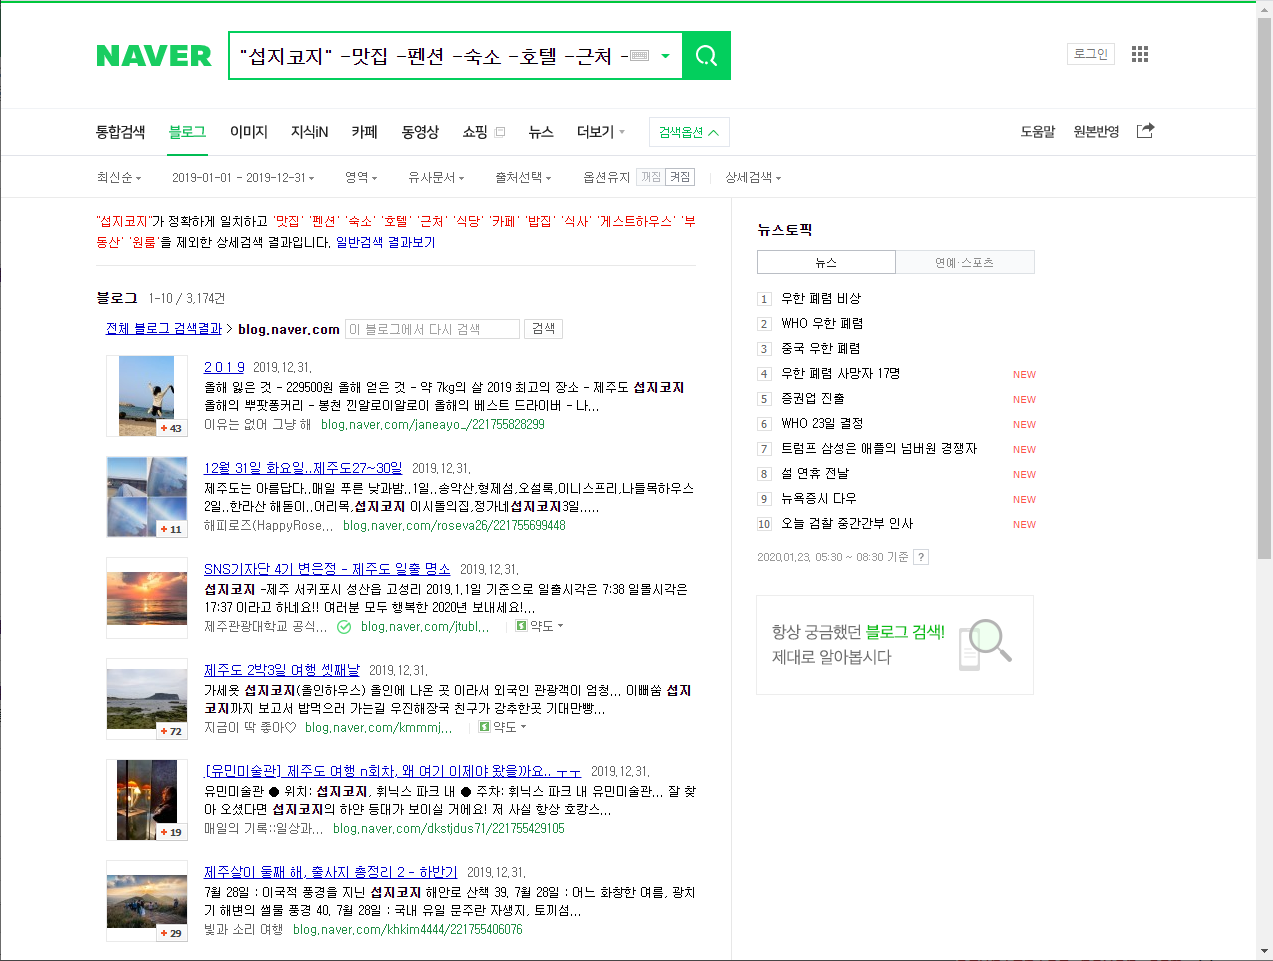 NAVER
"섭지코지" -맛집 -펜션 -숙소 -호텔 -근처 -
로그인
통합검색 블로그 이미지 지식iN 카페 동영상 쇼핑 뉴스 더보기 검색옵션 도움말 원본반영
최신순 2019-01-01 - 2019-12-31 영역 유사문서 출처선택 옵션유지 꺼짐 켜짐 상세검색
"섭지코지"가 정확하게 일치하고 '맛집' '펜션' '숙소' '호텔' '근처' '식당' '카페' '밥집' '식사' '게스트하우스' '부
동산' '원룸'을 제외한 상세검색 결과입니다. 일반검색 결과보기
블로그 1-10 / 3,174건
전체 블로그 검색결과 > blog.naver.com 이 블로그에서 다시 검색 검색
2 0 1 9 2019.12.31.
올해 잃은 것 - 229500원 올해 얻은 것 - 약 7kg의 살 2019 최고의 장소 - 제주도 섭지코지
올해의 뿌팟퐁커리 - 봉천 낀알로이알로이 올해의 베스트 드라이버 - 나...
이유는 없어 그냥 해 blog.naver.com/janeayo_/221755828299
+ 43
12월 31일 화요일..제주도27~30일 2019.12.31.
제주도는 아름답다..매일 푸른 낮과밤..1일..송악산,형제섬,오설록,이니스프리,나들목하우스
2일..한라산 해돋이..머리목,섭지코지 이시돌의집,정가네섭지코지3일.....
해피로즈(HappyRose... blog.naver.com/roseva26/221755699448
+ 11
SNS기자단 4기 변은정 - 제주도 일출 명소 2019.12.31.
섭지코지 -제주 서귀포시 성산읍 고성리 2019.1.1일 기준으로 일출시각은 7:38 일몰시각은
17:37 이라고 하네요!! 여러분 모두 행복한 2020년 보내세요!...
제주관광대학교 공식... blog.naver.com/jtubl... 약도
제주도 2박3일 여행 셋째날 2019.12.31.
가세욧 섭지코지(올인하우스) 올인에 나온 곳 이라서 외국인 관광객이 엄청... 이뻐씀 섭지
코지까지 보고서 밥먹으러 가는길 우진해장국 친구가 강추한곳 기대만빵...
지금이 딱 좋아♡ blog.naver.com/kmmmj... 약도
+ 72
[유민미술관] 제주도 여행 n회차, 왜 여기 이제야 왔을까요.. ㅜㅜ 2019.12.31.
유민미술관 ● 위치: 섭지코지, 휘닉스 파크 내 ● 주차: 휘닉스 파크 내 유민미술관... 잘 찾
아 오셨다면 섭지코지의 하얀 등대가 보이실 거에요! 저 사실 항상 호캉스...
매일의 기록::일상과... blog.naver.com/dkstjdus71/221755429105
+ 19
제주살이 둘째 해, 출사지 총정리 2 - 하반기 2019.12.31.
7월 28일 : 이국적 풍경을 지닌 섭지코지 해안로 산책 39. 7월 28일 : 어느 화창한 여름, 광치
기 해변의 썰물 풍경 40. 7월 28일 : 국내 유일 문주란 자생지, 토끼섬...
빛과 소리 여행 blog.naver.com/khkim4444/221755406076
+ 29
뉴스토픽
뉴스 연예·스포츠
1 우한 폐렴 비상
2 WHO 우한 폐렴
3 중국 우한 폐렴
4 우한 폐렴 사망자 17명 NEW
5 증권업 진출 NEW
6 WHO 23일 결정 NEW
7 트럼프 삼성은 애플의 넘버원 경쟁자 NEW
8 설 연휴 전날 NEW
9 뉴욕증시 다우 NEW
10 오늘 검찰 중간간부 인사 NEW
2020.01.23. 05:30 ~ 08:30 기준 ?
항상 궁금했던 블로그 검색!
제대로 알아봅시다